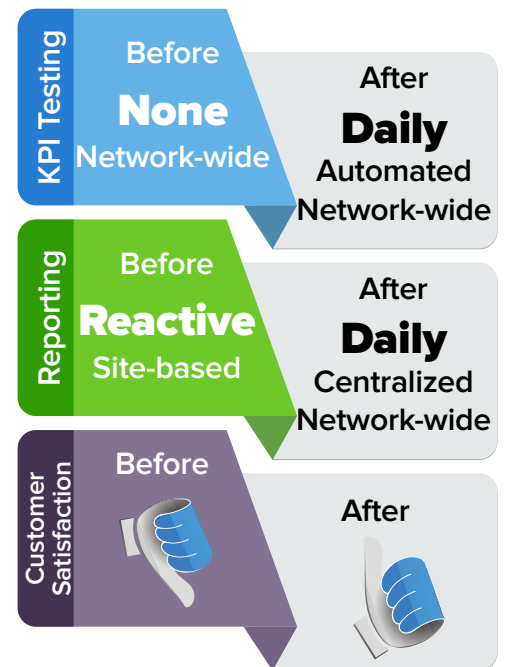 KPI Testing
Before
None
Network-wide
After
Daily
Automated
Network-wide
Reporting
Before
Reactive
Site-based
After
Daily
Centralized
Network-wide
Customer
Satisfaction
Before
After